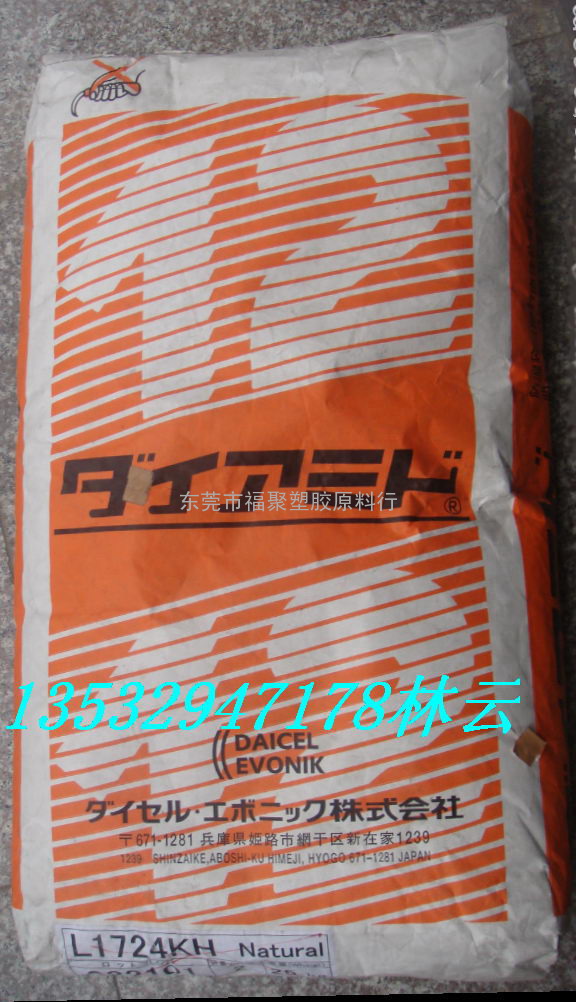 12
ダイアミド®
东莞市福聚塑胶原料行
12
13532947178林云
DAICEL
EVONIK
ダイセル・エボニック株式会社
〒671-1281 兵庫県姫路市網干区新在家1239
1239 SHINZAIKE,ABOSHI-KU HIMEJI, HYOGO 671-1281 JAPAN
L1724KH Natural